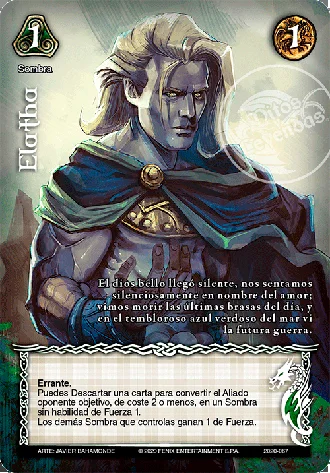 1
1
Sombra
Elatha
Mitos y Leyendas
El dios bello llegó silente, nos sentamos
silenciosamente en nombre del amor;
vimos morir las últimas brasas del día, y
en el tembloroso azul verdoso del mar vi
la futura guerra.
Errante.
Puedes Descartar una carta para convertir el Aliado
oponente objetivo, de coste 2 o menos, en un Sombra
sin habilidad de Fuerza 1.
Los demás Sombra que controlas ganan 1 de Fuerza.
ARTE: JAVIER BAHAMONDE
© 2020 FENIX ENTERTAINMENT S.P.A.